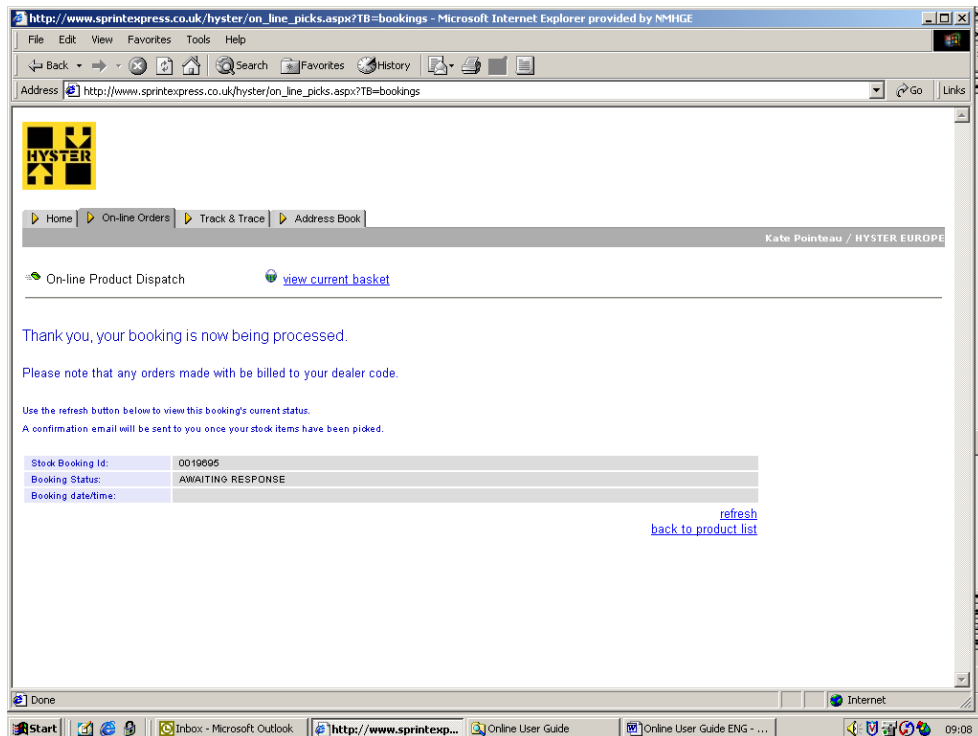 http://www.sprintexpress.co.uk/hyster/on_line_picks.aspx?TB=bookings - Microsoft Internet Explorer provided by NMHGE
File Edit View Favorites Tools Help
Back Search Favorites History
Address http://www.sprintexpress.co.uk/hyster/on_line_picks.aspx?TB=bookings Go Links
HYSTER
Home On-line Orders Track & Trace Address Book
Kate Pointeau / HYSTER EUROPE
On-line Product Dispatch view current basket
Thank you, your booking is now being processed.
Please note that any orders made with be billed to your dealer code.
Use the refresh button below to view this booking's current status.
A confirmation email will be sent to you once your stock items have been picked.
Stock Booking Id: 0019695
Booking Status: AWAITING RESPONSE
Booking date/time:
refresh
back to product list
Done Internet
Start Inbox - Microsoft Outlook http://www.sprintexp... Online User Guide Online User Guide ENG - ... 09:08